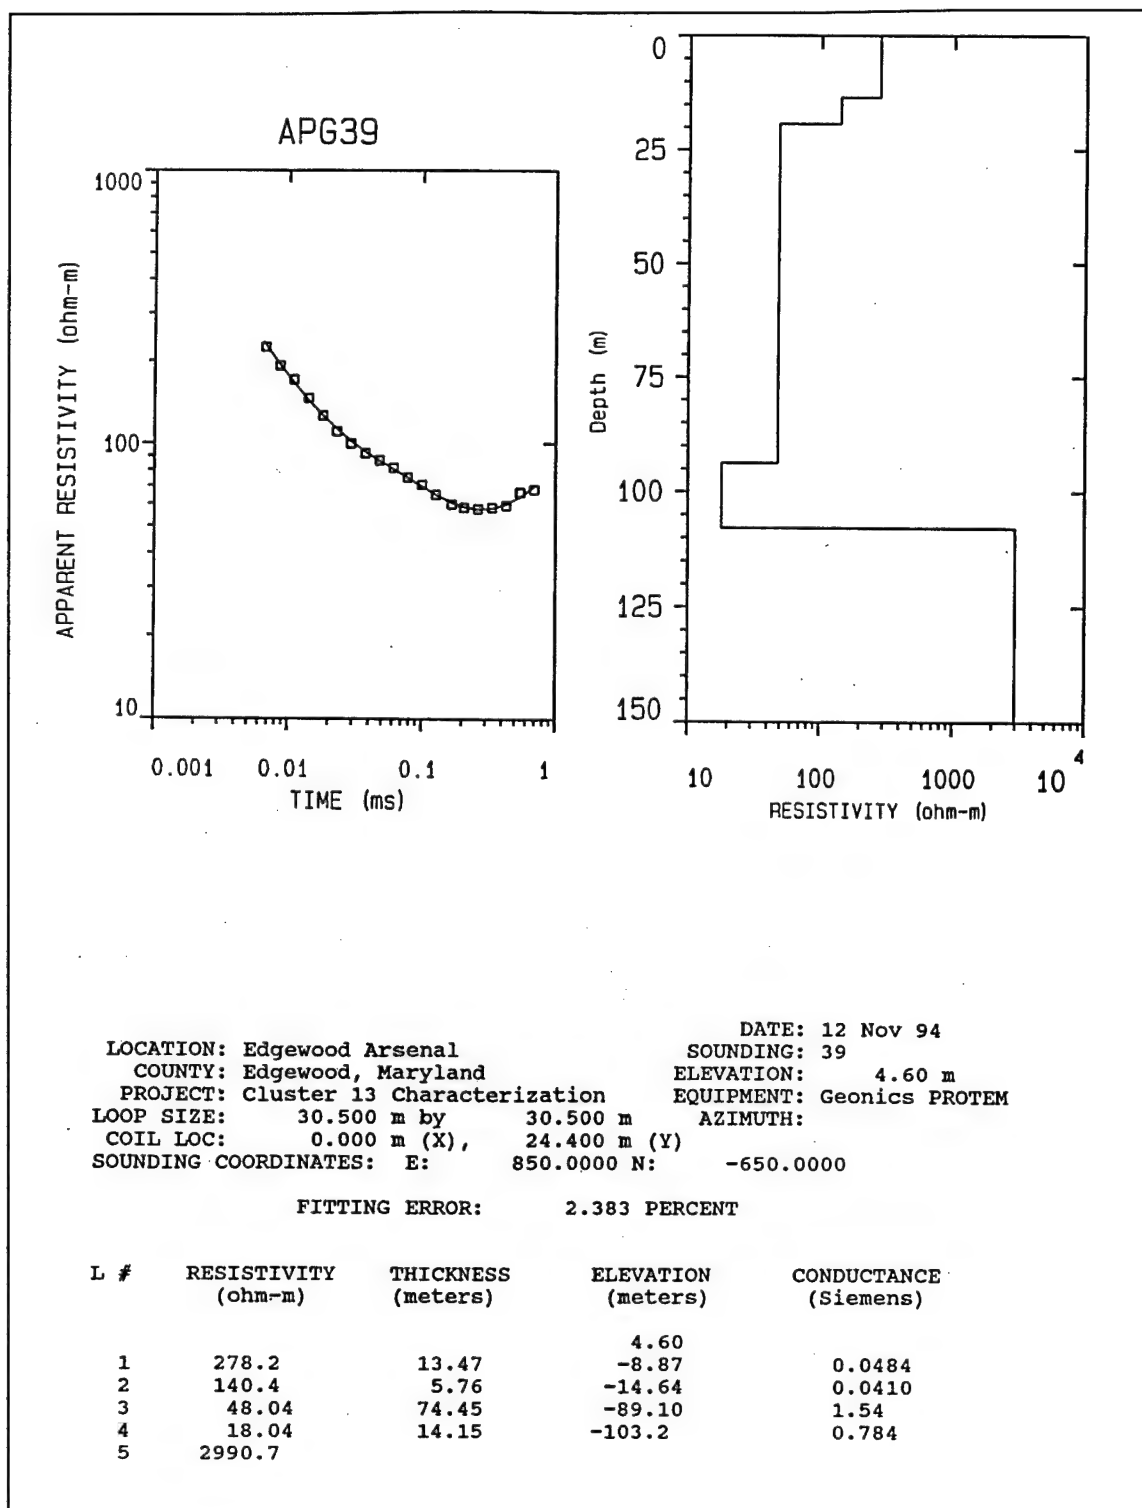 APG39
1000
100
10
APPARENT RESISTIVITY (ohm-m)
0.001 0.01 0.1 1
TIME (ms)
0
25
50
75
100
125
150
Depth (m)
10 100 1000 10 4
RESISTIVITY (ohm-m)
DATE: 12 Nov 94
LOCATION: Edgewood Arsenal SOUNDING: 39
COUNTY: Edgewood, Maryland ELEVATION: 4.60 m
PROJECT: Cluster 13 Characterization EQUIPMENT: Geonics PROTEM
LOOP SIZE: 30.500 m by 30.500 m AZIMUTH:
COIL LOC: 0.000 m (X), 24.400 m (Y)
SOUNDING COORDINATES: E: 850.0000 N: -650.0000
FITTING ERROR: 2.383 PERCENT
L # RESISTIVITY THICKNESS ELEVATION CONDUCTANCE
(ohm-m) (meters) (meters) (Siemens)
4.60
1 278.2 13.47 -8.87 0.0484
2 140.4 5.76 -14.64 0.0410
3 48.04 74.45 -89.10 1.54
4 18.04 14.15 -103.2 0.784
5 2990.7